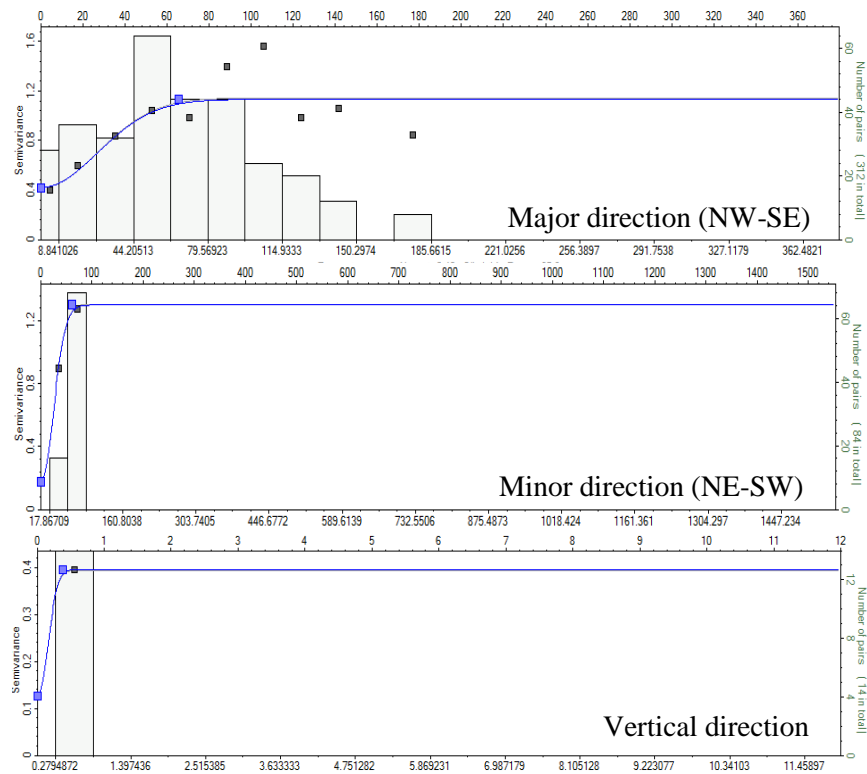 0 20 40 60 80 100 120 140 160 180 200 220 240 260 280 300 320 340 360
Semivariance
0 0.4 0.8 1.2 1.6
Number of pairs ( 312 in total)
0 20 40 60
Major direction (NW-SE)
8.841026 44.20513 79.56923 114.9333 150.2974 185.6615 221.0256 256.3897 291.7538 327.1179 362.4821
0 100 200 300 400 500 600 700 800 900 1000 1100 1200 1300 1400 1500
Semivariance
0 0.4 0.8 1.2
Number of pairs ( 84 in total)
0 20 40 60
Minor direction (NE-SW)
17.86709 160.8038 303.7405 446.6772 589.6139 732.5506 875.4873 1018.424 1161.361 1304.297 1447.234
0 1 2 3 4 5 6 7 8 9 10 11 12
Semivariance
0 0.1 0.2 0.3 0.4
Number of pairs ( 14 in total)
0 4 8 12
Vertical direction
0.2794872 1.397436 2.515385 3.633333 4.751282 5.869231 6.987179 8.105128 9.223077 10.34103 11.45897